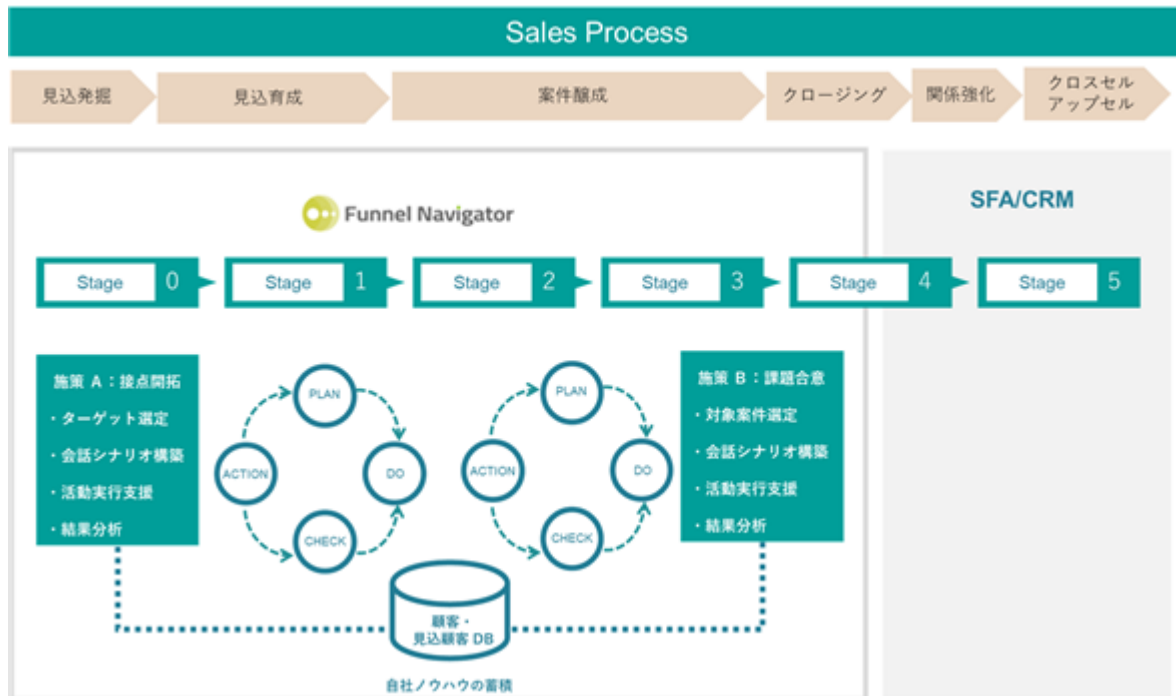 Sales Process
見込発掘
見込育成
案件醸成
クロージング
関係強化
クロスセル
アップセル
Funnel Navigator
SFA/CRM
Stage 0
Stage 1
Stage 2
Stage 3
Stage 4
Stage 5
施策 A：接点開拓
・ターゲット選定
・会話シナリオ構築
・活動実行支援
・結果分析
PLAN
ACTION
DO
CHECK
PLAN
ACTION
DO
CHECK
施策 B：課題合意
・対象案件選定
・会話シナリオ構築
・活動実行支援
・結果分析
顧客・
見込顧客 DB
自社ノウハウの蓄積